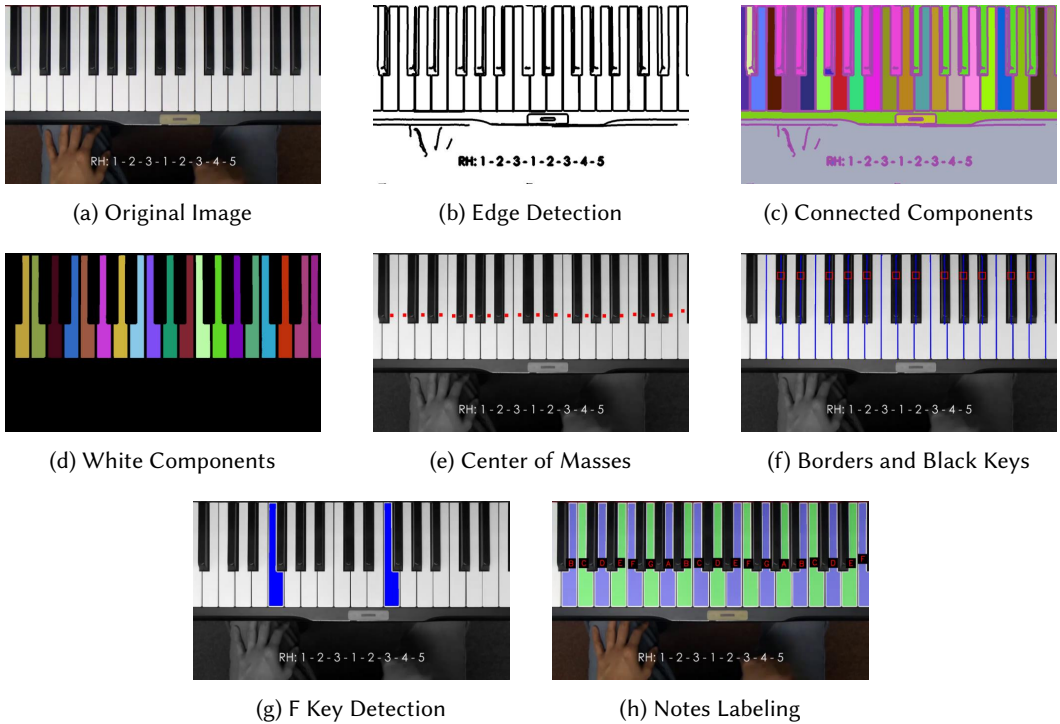 RH: 1 - 2 - 3 - 1 - 2 - 3 - 4 - 5
RH: 1 - 2 - 3 - 1 - 2 - 3 - 4 - 5
RH: 1 - 2 - 3 - 1 - 2 - 3 - 4 - 5
(a) Original Image
(b) Edge Detection
(c) Connected Components
RH: 1 - 2 - 3 - 1 - 2 - 3 - 4 - 5
RH: 1 - 2 - 3 - 1 - 2 - 3 - 4 - 5
(d) White Components
(e) Center of Masses
(f) Borders and Black Keys
B C D E F G A B C D E F G A B C D E F
RH: 1 - 2 - 3 - 1 - 2 - 3 - 4 - 5
RH: 1 - 2 - 3 - 1 - 2 - 3 - 4 - 5
(g) F Key Detection
(h) Notes Labeling